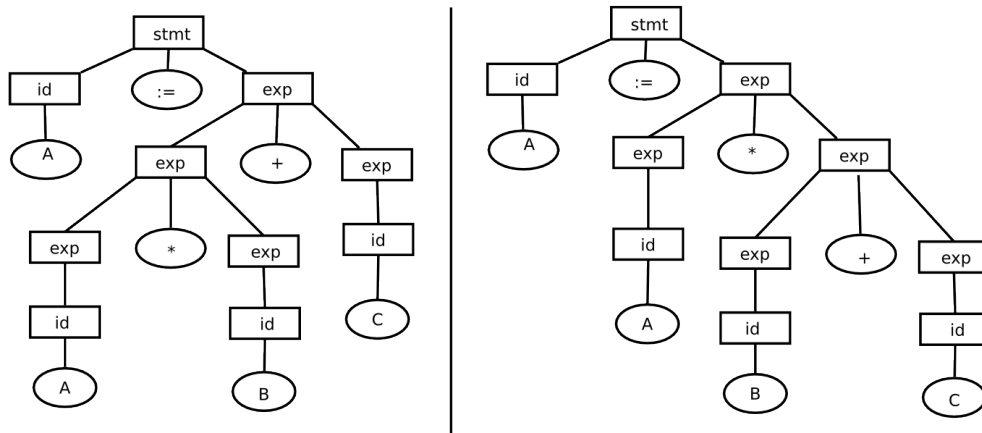 stmt
id := exp
A
exp + exp
exp * exp id
id id C
A B
stmt
id := exp
A
exp * exp
id exp + exp
A id id
B C